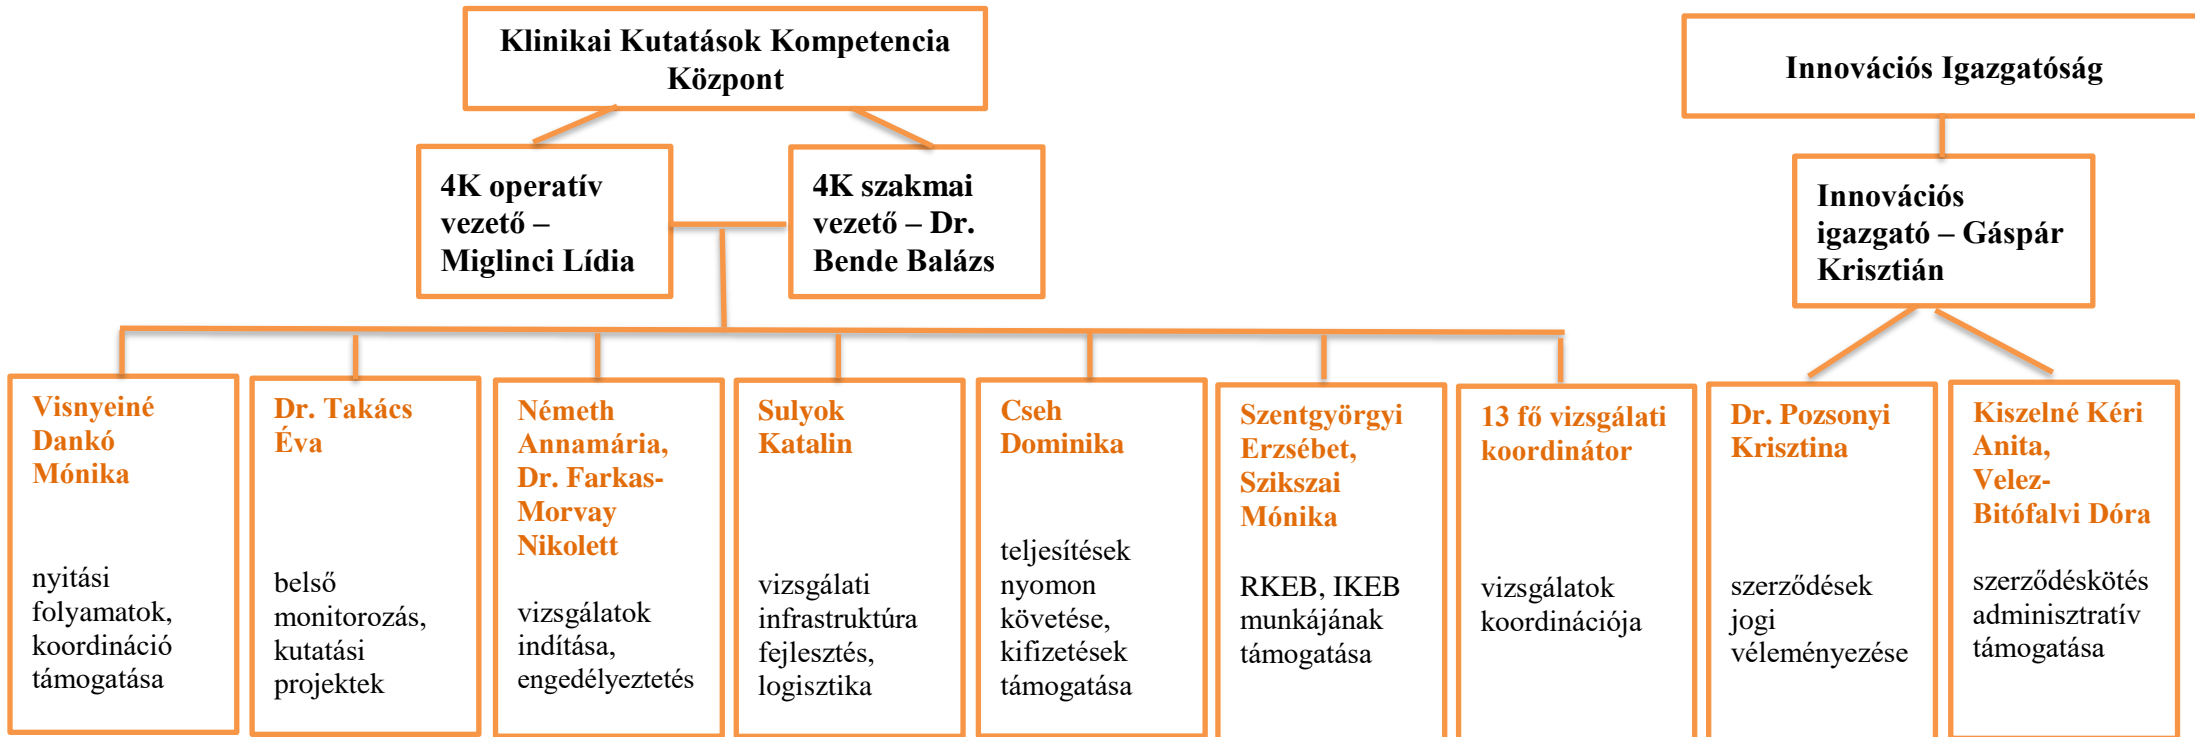 Klinikai Kutatások Kompetencia
Központ
Innovációs Igazgatóság
4K operatív
vezető –
Miglinci Lídia
4K szakmai
vezető – Dr.
Bende Balázs
Innovációs
igazgató – Gáspár
Krisztián
Visnyeiné
Dankó
Mónika
nyitási
folyamatok,
koordináció
támogatása
Dr. Takács
Éva
belső
monitorozás,
kutatási
projektek
Németh
Annamária,
Dr. Farkas-
Morvay
Nikolett
vizsgálatok
indítása,
engedélyeztetés
Sulyok
Katalin
vizsgálati
infrastruktúra
fejlesztés,
logisztika
Cseh
Dominika
teljesítések
nyomon
követése,
kifizetések
támogatása
Szentgyörgyi
Erzsébet,
Szikszai
Mónika
RKEB, IKEB
munkájának
támogatása
13 fő vizsgálati
koordinátor
vizsgálatok
koordinációja
Dr. Pozsonyi
Krisztina
szerződések
jogi
véleményezése
Kiszelné Kéri
Anita,
Velez-
Bitófalvi Dóra
szerződéskötés
adminisztratív
támogatása